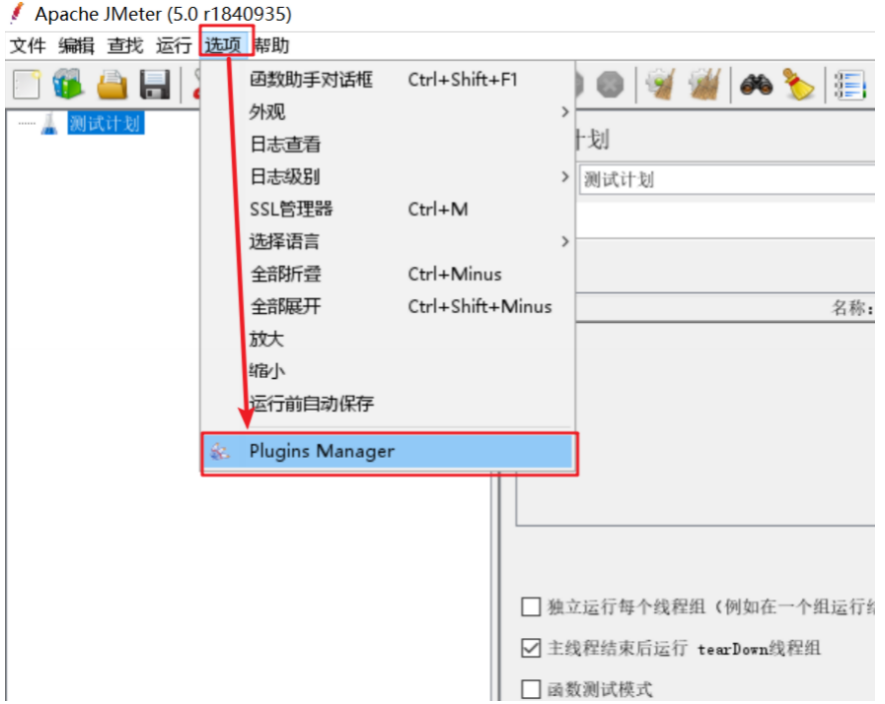 Apache JMeter (5.0 r1840935)
文件 编辑 查找 运行 选项 帮助
函数助手对话框 Ctrl+Shift+F1
外观
日志查看
日志级别
SSL管理器 Ctrl+M
选择语言
全部折叠 Ctrl+Minus
全部展开 Ctrl+Shift+Minus
放大
缩小
运行前自动保存
Plugins Manager
测试计划
计划
测试计划
名称:
独立运行每个线程组（例如在一个组运行结
主线程结束后运行 tearDown线程组
函数测试模式